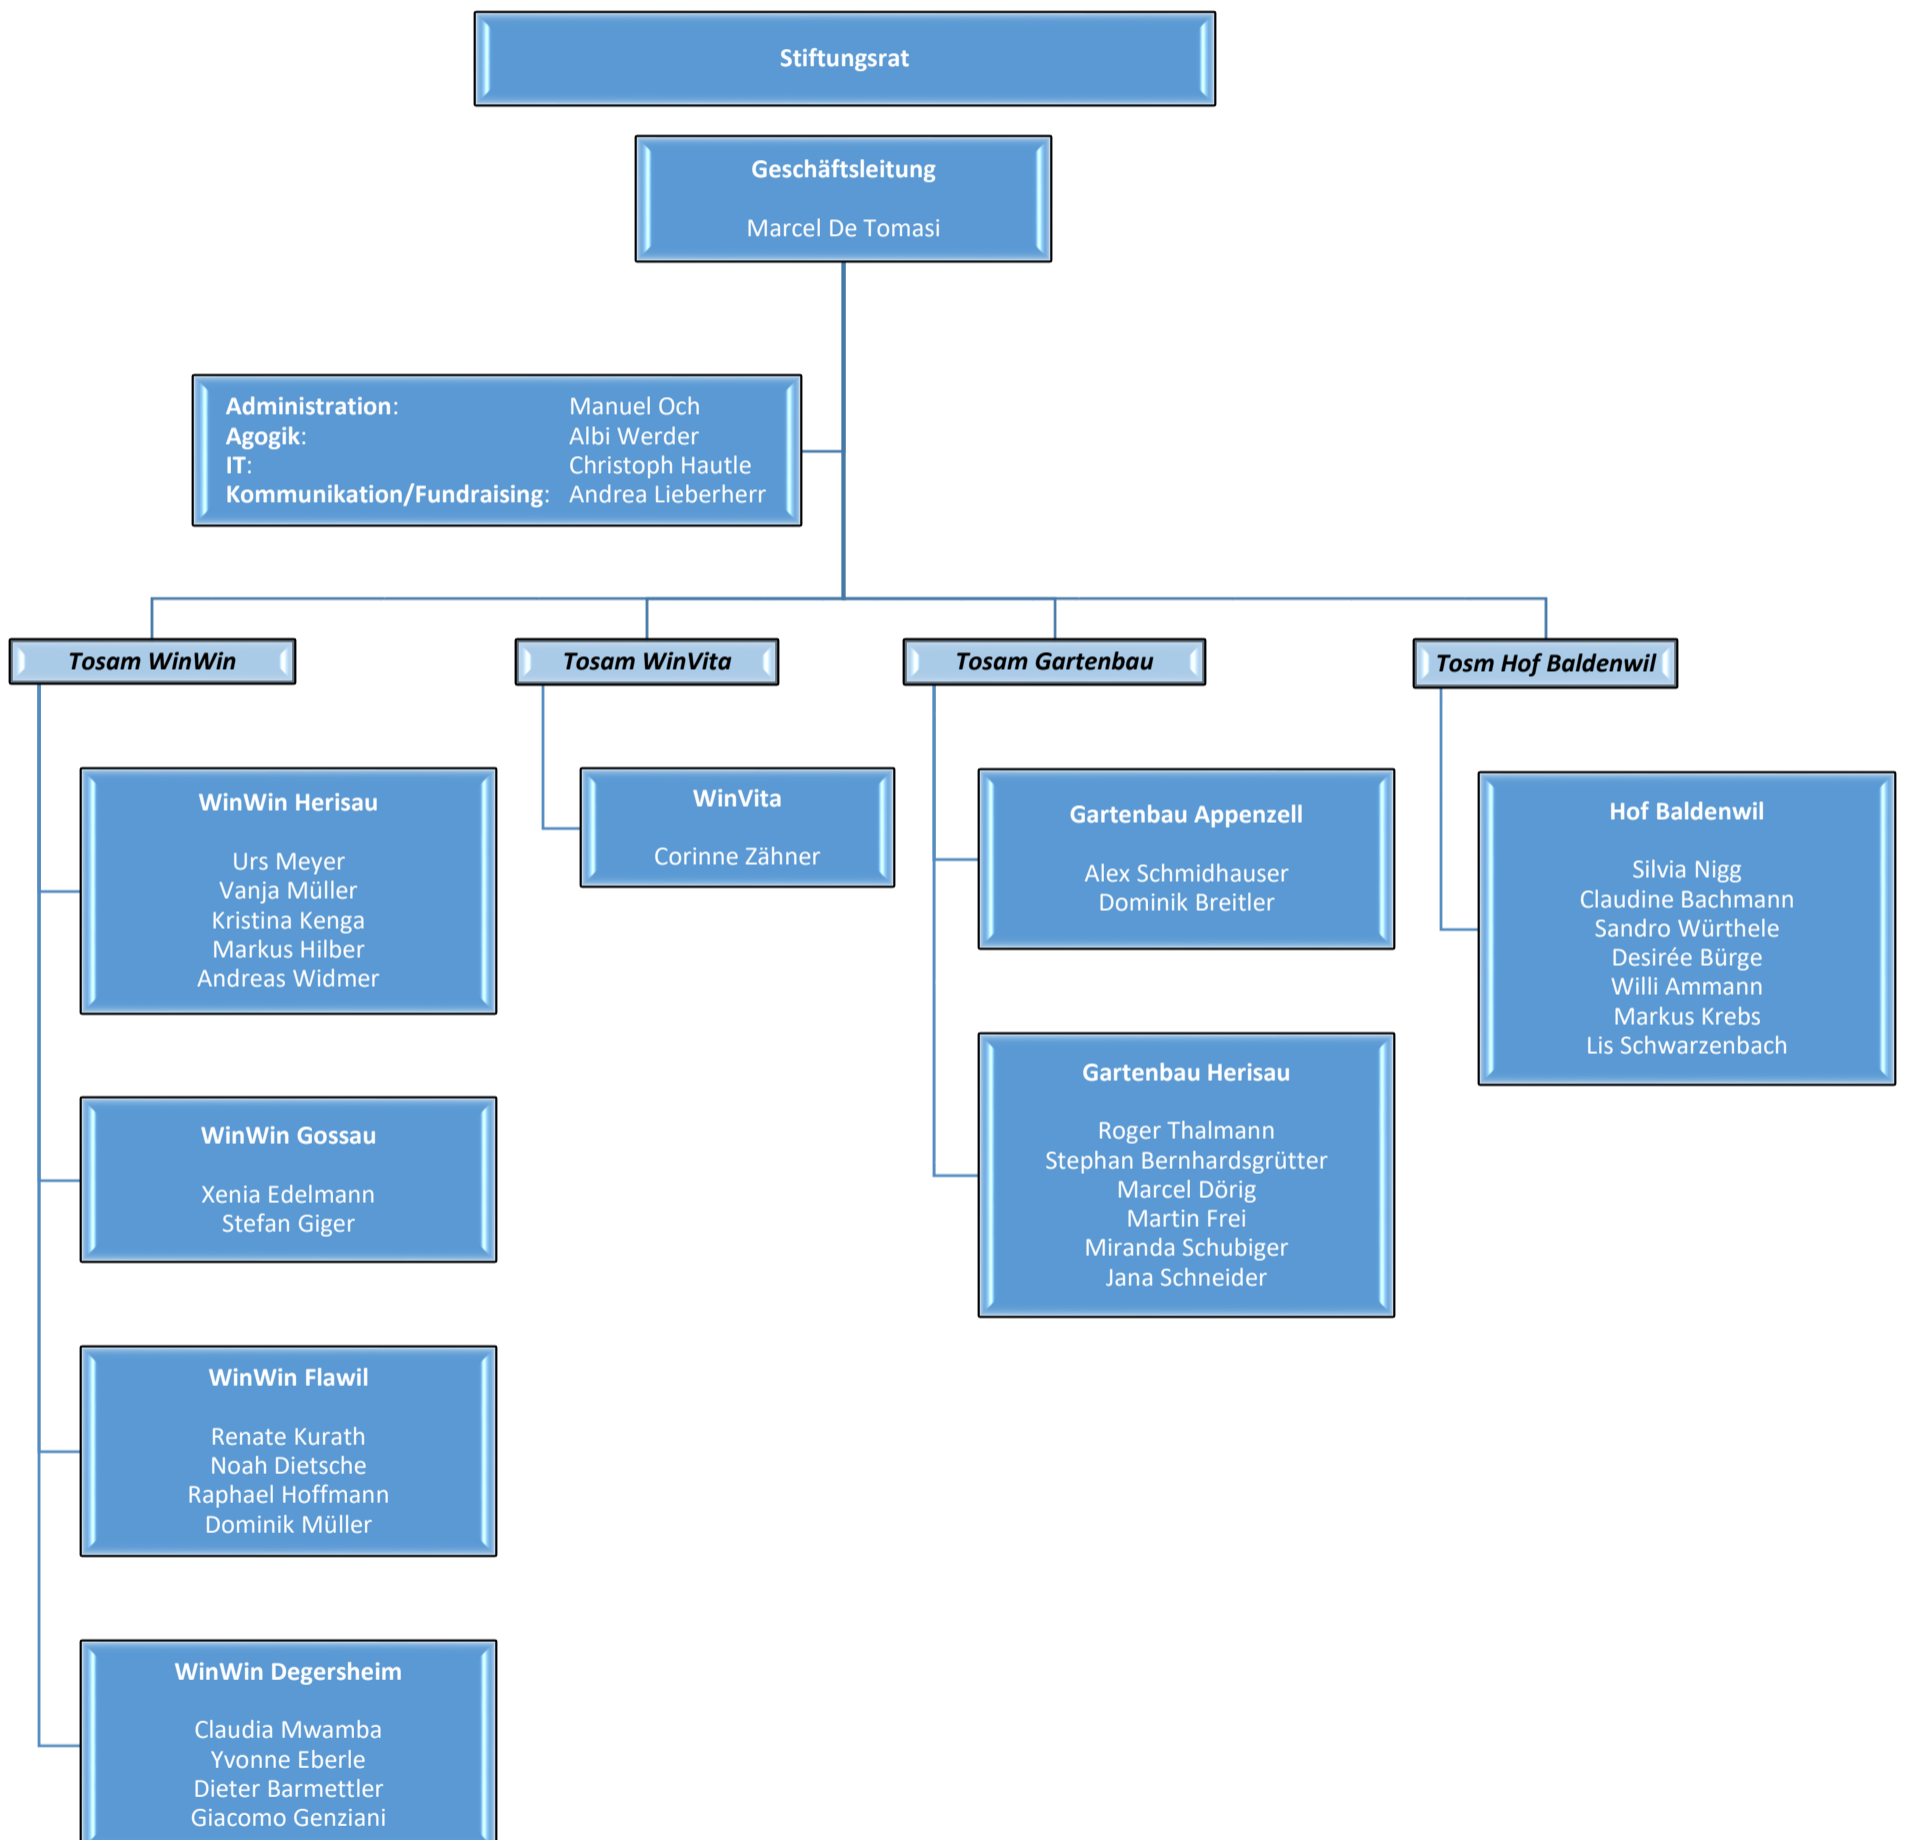 Stiftungsrat
Geschäftsleitung
Marcel De Tomasi
Administration: Manuel Och
Agogik: Albi Werder
IT: Christoph Hautle
Kommunikation/Fundraising: Andrea Lieberherr
Tosam WinWin
WinWin Herisau
Urs Meyer
Vanja Müller
Kristina Kenga
Markus Hilber
Andreas Widmer
WinWin Gossau
Xenia Edelmann
Stefan Giger
WinWin Flawil
Renate Kurath
Noah Dietsche
Raphael Hoffmann
Dominik Müller
WinWin Degersheim
Claudia Mwamba
Yvonne Eberle
Dieter Barmettler
Giacomo Genziani
Tosam WinVita
WinVita
Corinne Zähner
Tosam Gartenbau
Gartenbau Appenzell
Alex Schmidhauser
Dominik Breitler
Gartenbau Herisau
Roger Thalmann
Stephan Bernhardsgrütter
Marcel Dörig
Martin Frei
Miranda Schubiger
Jana Schneider
Tosm Hof Baldenwil
Hof Baldenwil
Silvia Nigg
Claudine Bachmann
Sandro Würthele
Desirée Bürge
Willi Ammann
Markus Krebs
Lis Schwarzenbach